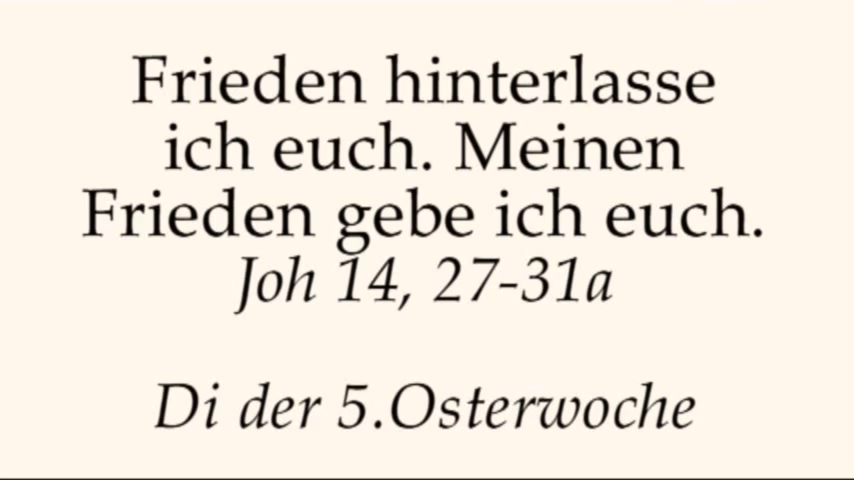 Frieden hinterlasse
ich euch. Meinen
Frieden gebe ich euch.
Joh 14, 27-31a
Di der 5.Osterwoche